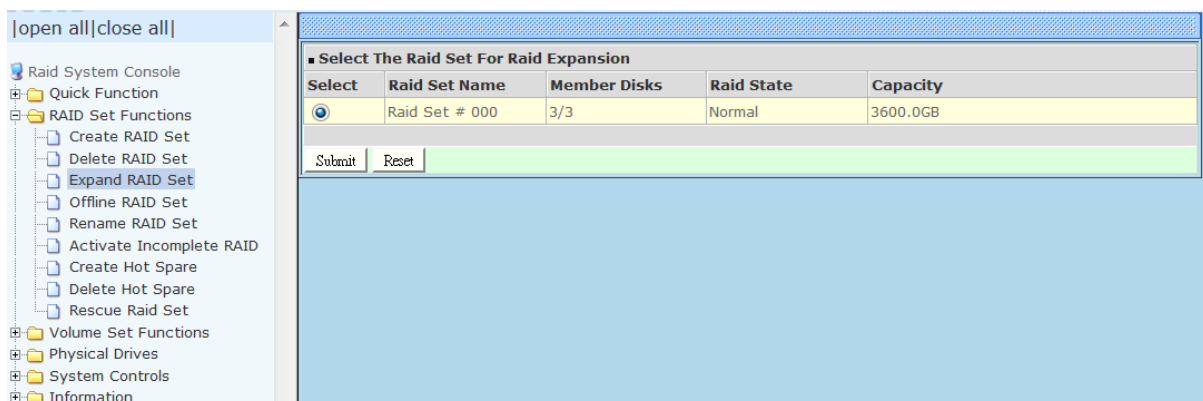 |open all|close all|
Raid System Console
Quick Function
RAID Set Functions
Create RAID Set
Delete RAID Set
Expand RAID Set
Offline RAID Set
Rename RAID Set
Activate Incomplete RAID
Create Hot Spare
Delete Hot Spare
Rescue Raid Set
Volume Set Functions
Physical Drives
System Controls
Information
Select The Raid Set For Raid Expansion
Select Raid Set Name Member Disks Raid State Capacity
Raid Set # 000 3/3 Normal 3600.0GB
Submit Reset